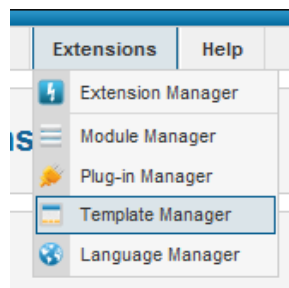 Extensions Help
Extension Manager
Module Manager
Plug-in Manager
Template Manager
Language Manager